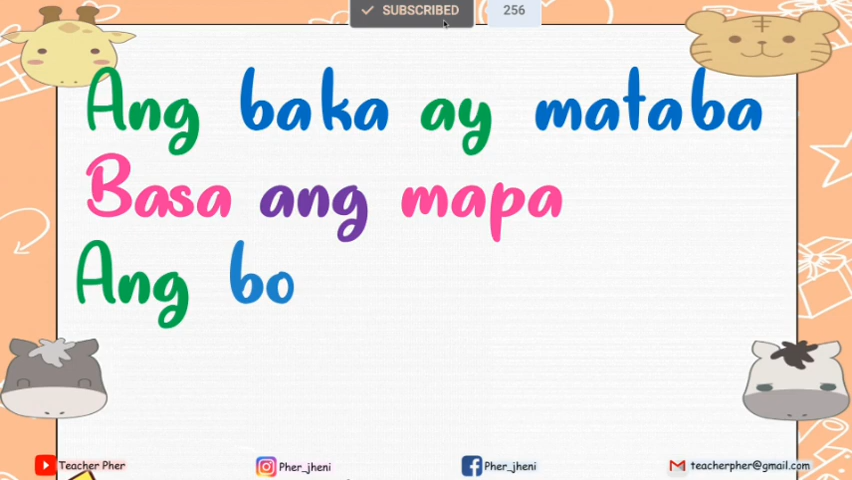 SUBSCRIBED 256
Ang baka ay mataba
Basa ang mapa
Ang bo
Teacher Pher Pher_jheni Pher_jheni teacherpher@gmail.com